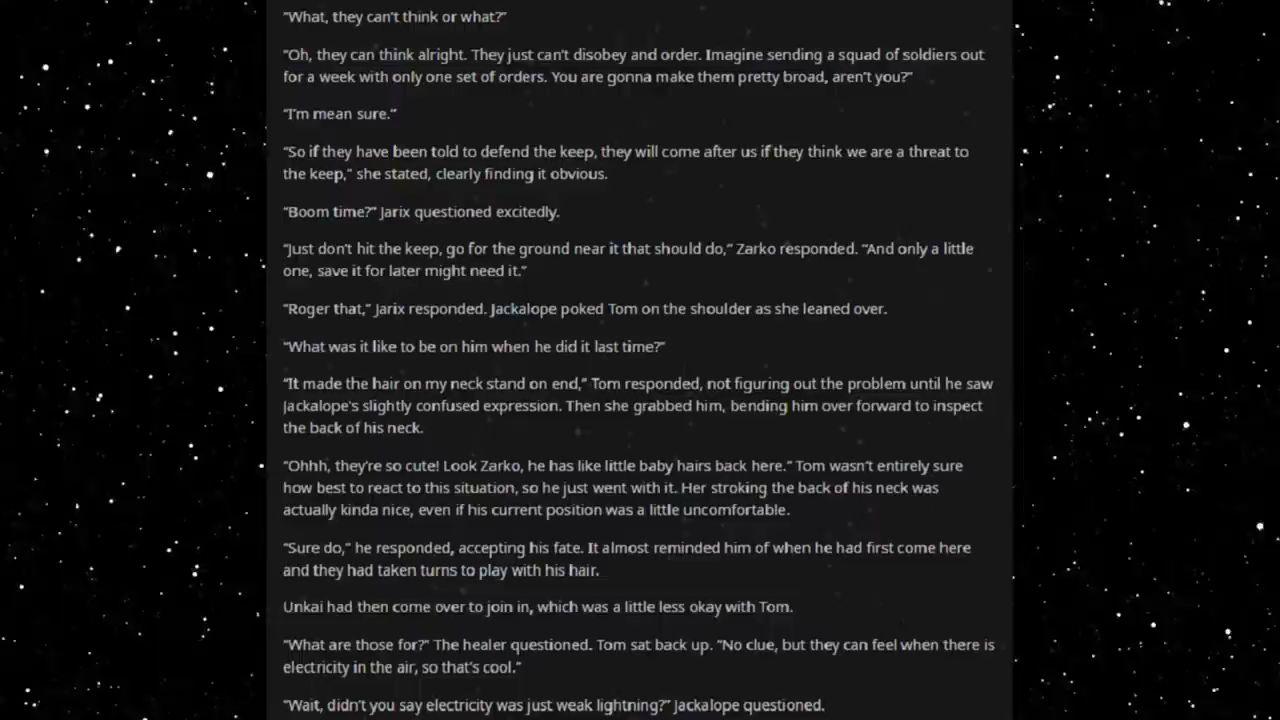 “What, they can’t think or what?”
“Oh, they can think alright. They just can’t disobey and order. Imagine sending a squad of soldiers out
for a week with only one set of orders. You are gonna make them pretty broad, aren’t you?”
“I’m mean sure.”
“So if they have been told to defend the keep, they will come after us if they think we are a threat to
the keep,” she stated, clearly finding it obvious.
“Boom time?” Jarix questioned excitedly.
“Just don’t hit the keep, go for the ground near it that should do,” Zarko responded. “And only a little
one, save it for later might need it.”
“Roger that,” Jarix responded. Jackalope poked Tom on the shoulder as she leaned over.
“What was it like to be on him when he did it last time?”
“It made the hair on my neck stand on end,” Tom responded, not figuring out the problem until he saw
Jackalope’s slightly confused expression. Then she grabbed him, bending him over forward to inspect
the back of his neck.
“Ohhh, they’re so cute! Look Zarko, he has like little baby hairs back here.” Tom wasn’t entirely sure
how best to react to this situation, so he just went with it. Her stroking the back of his neck was
actually kinda nice, even if his current position was a little uncomfortable.
“Sure do,” he responded, accepting his fate. It almost reminded him of when he had first come here
and they had taken turns to play with his hair.
Unkai had then come over to join in, which was a little less okay with Tom.
“What are those for?” The healer questioned. Tom sat back up. “No clue, but they can feel when there is
electricity in the air, so that’s cool.”
“Wait, didn’t you say electricity was just weak lightning?” Jackalope questioned.